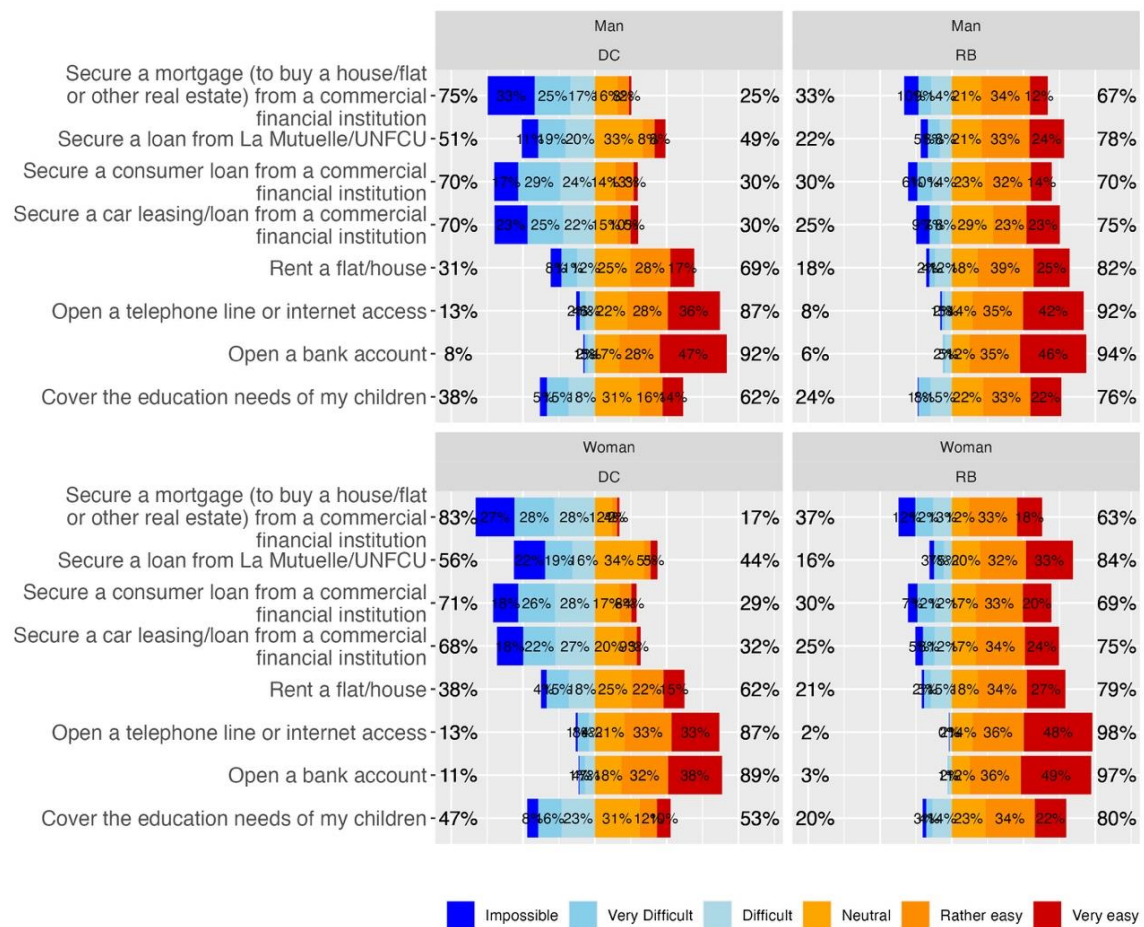 Man Man
DC RB
Secure a mortgage (to buy a house/flat
or other real estate) from a commercial 75% 33% 25% 17% 25% 33% 21% 34% 12% 67%
financial institution
Secure a loan from La Mutuelle/UNFCU 51% 19% 20% 33% 8% 49% 22% 21% 33% 24% 78%
Secure a consumer loan from a commercial 70% 17% 29% 24% 30% 30% 23% 32% 14% 70%
financial institution
Secure a car leasing/loan from a commercial 70% 23% 25% 22% 30% 25% 29% 23% 23% 75%
financial institution
Rent a flat/house 31% 25% 28% 17% 69% 18% 39% 25% 82%
Open a telephone line or internet access 13% 22% 28% 36% 87% 8% 35% 42% 92%
Open a bank account 8% 28% 47% 92% 6% 35% 46% 94%
Cover the education needs of my children 38% 18% 31% 16% 62% 24% 22% 33% 22% 76%
Woman Woman
DC RB
Secure a mortgage (to buy a house/flat
or other real estate) from a commercial 83% 27% 28% 28% 17% 37% 33% 18% 63%
financial institution
Secure a loan from La Mutuelle/UNFCU 56% 22% 19% 16% 34% 44% 16% 20% 32% 33% 84%
Secure a consumer loan from a commercial 71% 18% 26% 28% 17% 29% 30% 17% 33% 20% 69%
financial institution
Secure a car leasing/loan from a commercial 68% 18% 22% 27% 20% 32% 25% 17% 34% 24% 75%
financial institution
Rent a flat/house 38% 18% 25% 22% 15% 62% 21% 18% 34% 27% 79%
Open a telephone line or internet access 13% 21% 33% 33% 87% 2% 36% 48% 98%
Open a bank account 11% 18% 32% 38% 89% 3% 36% 49% 97%
Cover the education needs of my children 47% 23% 31% 53% 20% 23% 34% 22% 80%
Impossible Very Difficult Difficult Neutral Rather easy Very easy